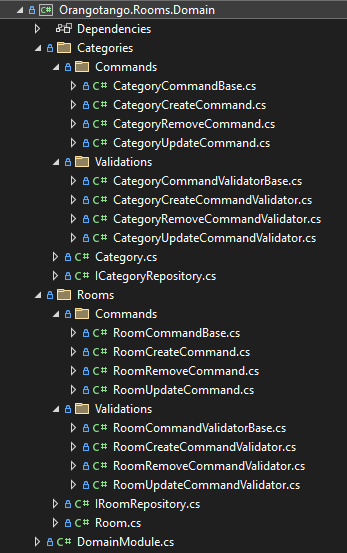 C# Orangotango.Rooms.Domain
Dependencies
Categories
Commands
C# CategoryCommandBase.cs
C# CategoryCreateCommand.cs
C# CategoryRemoveCommand.cs
C# CategoryUpdateCommand.cs
Validations
C# CategoryCommandValidatorBase.cs
C# CategoryCreateCommandValidator.cs
C# CategoryRemoveCommandValidator.cs
C# CategoryUpdateCommandValidator.cs
C# Category.cs
C# ICategoryRepository.cs
Rooms
Commands
C# RoomCommandBase.cs
C# RoomCreateCommand.cs
C# RoomRemoveCommand.cs
C# RoomUpdateCommand.cs
Validations
C# RoomCommandValidatorBase.cs
C# RoomCreateCommandValidator.cs
C# RoomRemoveCommandValidator.cs
C# RoomUpdateCommandValidator.cs
C# IRoomRepository.cs
C# Room.cs
C# DomainModule.cs